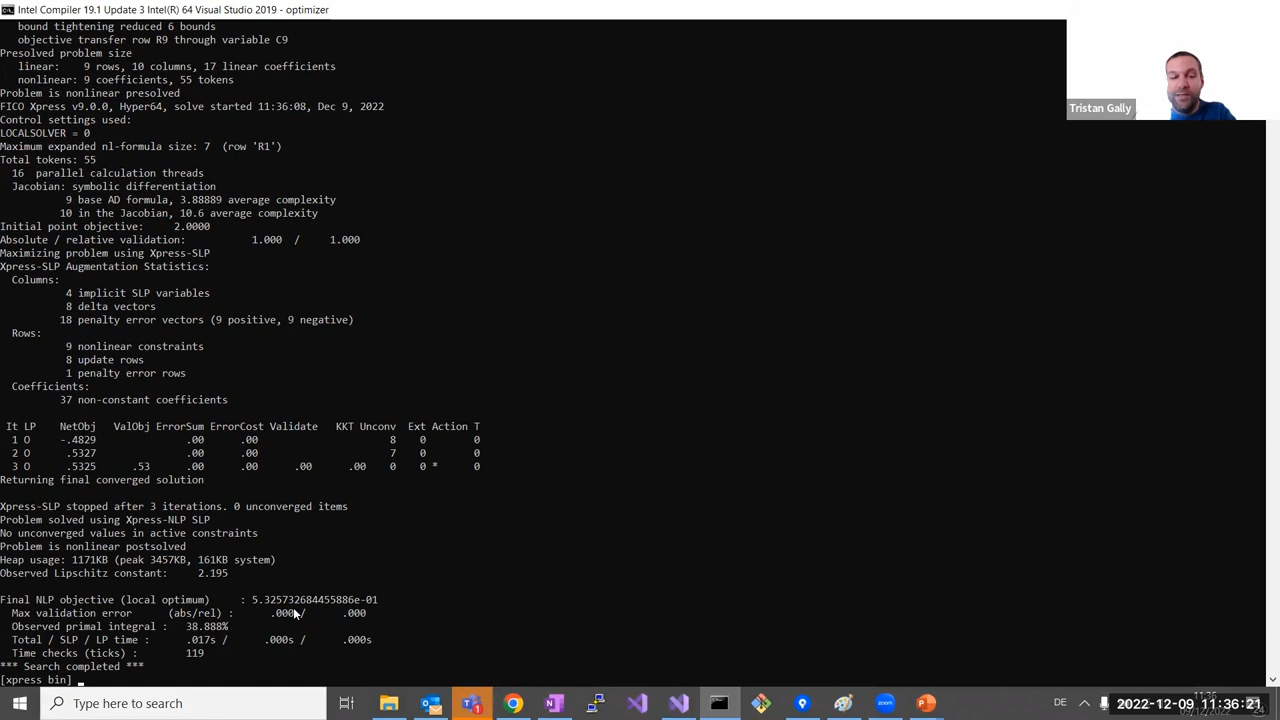 Intel Compiler 19.1 Update 3 Intel(R) 64 Visual Studio 2019 - optimizer
bound tightening reduced 6 bounds
objective transfer row R9 through variable C9
Presolved problem size
linear: 9 rows, 10 columns, 17 linear coefficients
nonlinear: 9 coefficients, 55 tokens
Problem is nonlinear presolved
FICO Xpress v9.0.0, Hyper64, solve started 11:36:08, Dec 9, 2022
Control settings used:
LOCALSOLVER = 0
Maximum expanded nl-formula size: 7 (row 'R1')
Total tokens: 55
16 parallel calculation threads
Jacobian: symbolic differentiation
9 base AD formula, 3.88889 average complexity
10 in the Jacobian, 10.6 average complexity
Initial point objective: 2.0000
Absolute / relative validation: 1.000 / 1.000
Maximizing problem using Xpress-SLP
Xpress-SLP Augmentation Statistics:
Columns:
4 implicit SLP variables
8 delta vectors
18 penalty error vectors (9 positive, 9 negative)
Rows:
9 nonlinear constraints
8 update rows
1 penalty error rows
Coefficients:
37 non-constant coefficients
It LP NetObj ValObj ErrorSum ErrorCost Validate KKT Unconv Ext Action T
1 O -.4829 .00 .00 8 0 0
2 O .5327 .00 .00 7 0 0
3 O .5325 .53 .00 .00 .00 .00 0 0 * 0
Returning final converged solution
Xpress-SLP stopped after 3 iterations. 0 unconverged items
Problem solved using Xpress-NLP SLP
No unconverged values in active constraints
Problem is nonlinear postsolved
Heap usage: 1171KB (peak 3457KB, 161KB system)
Observed Lipschitz constant: 2.195
Final NLP objective (local optimum) : 5.325732684455886e-01
Max validation error (abs/rel) : .000 / .000
Observed primal integral : 38.888%
Total / SLP / LP time : .017s / .000s / .000s
Time checks (ticks) : 119
*** Search completed ***
[xpress bin]
Tristan Gally
Type here to search
DE
11:36
2022-12-09 11:36:21